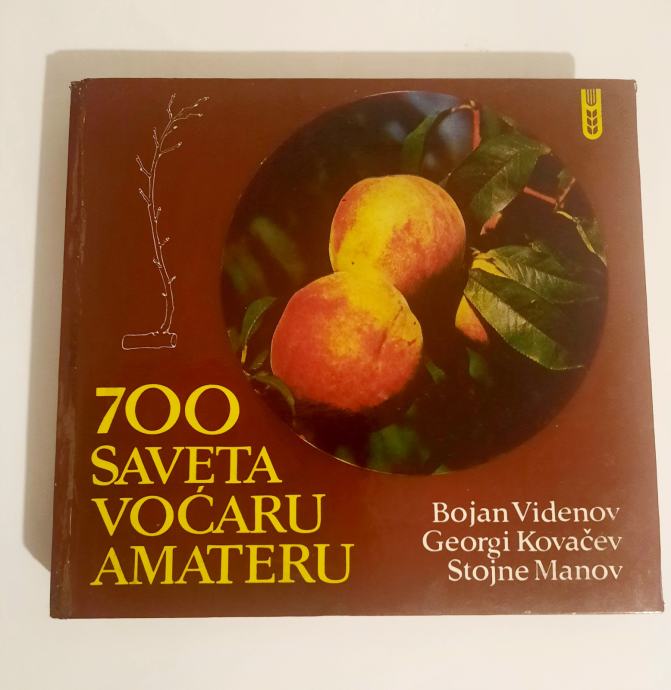 700
SAVETA
VOĆARU
AMATERU
Bojan Videnov
Georgi Kovačev
Stojne Manov